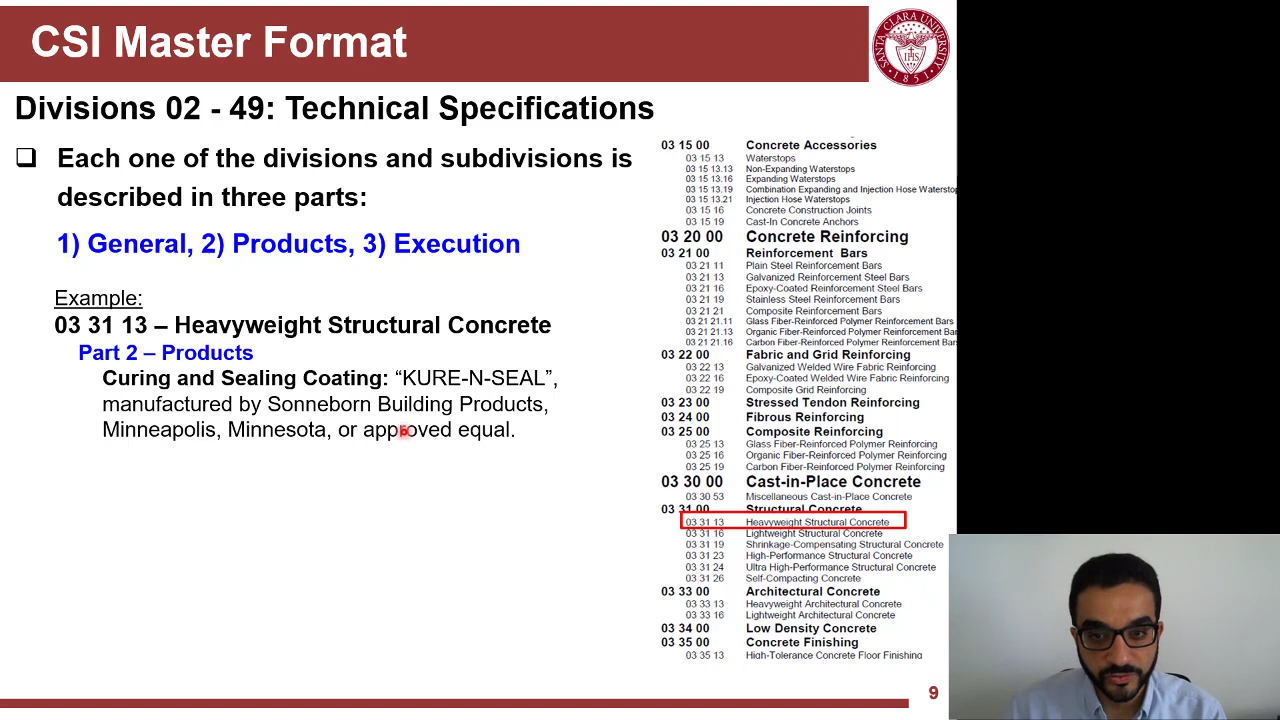 CSI Master Format
SANTA CLARA UNIVERSITY
IHS
1851
Divisions 02 - 49: Technical Specifications
Each one of the divisions and subdivisions is
described in three parts:
1) General, 2) Products, 3) Execution
Example:
03 31 13 – Heavyweight Structural Concrete
Part 2 – Products
Curing and Sealing Coating: “KURE-N-SEAL”,
manufactured by Sonneborn Building Products,
Minneapolis, Minnesota, or approved equal.
03 15 00 Concrete Accessories
03 15 13 Waterstops
03 15 13.13 Non-Expanding Waterstops
03 15 13.16 Expanding Waterstops
03 15 13.19 Combination Expanding and Injection Hose Waterstop
03 15 13.21 Injection Hose Waterstops
03 15 16 Concrete Construction Joints
03 15 19 Cast-In Concrete Anchors
03 20 00 Concrete Reinforcing
03 21 00 Reinforcement Bars
03 21 11 Plain Steel Reinforcement Bars
03 21 13 Galvanized Reinforcement Steel Bars
03 21 16 Epoxy-Coated Reinforcement Steel Bars
03 21 19 Stainless Steel Reinforcement Bars
03 21 21 Composite Reinforcement Bars
03 21 21.11 Glass Fiber-Reinforced Polymer Reinforcement Bars
03 21 21.13 Organic Fiber-Reinforced Polymer Reinforcement Bars
03 21 21.16 Carbon Fiber-Reinforced Polymer Reinforcement Bars
03 22 00 Fabric and Grid Reinforcing
03 22 13 Galvanized Welded Wire Fabric Reinforcing
03 22 16 Epoxy-Coated Welded Wire Fabric Reinforcing
03 22 19 Composite Grid Reinforcing
03 23 00 Stressed Tendon Reinforcing
03 24 00 Fibrous Reinforcing
03 25 00 Composite Reinforcing
03 25 13 Glass Fiber-Reinforced Polymer Reinforcing
03 25 16 Organic Fiber-Reinforced Polymer Reinforcing
03 25 19 Carbon Fiber-Reinforced Polymer Reinforcing
03 30 00 Cast-in-Place Concrete
03 30 53 Miscellaneous Cast-in-Place Concrete
03 31 00 Structural Concrete
03 31 13 Heavyweight Structural Concrete
03 31 16 Lightweight Structural Concrete
03 31 19 Shrinkage-Compensating Structural Concrete
03 31 23 High-Performance Structural Concrete
03 31 24 Ultra High-Performance Structural Concrete
03 31 26 Self-Compacting Concrete
03 33 00 Architectural Concrete
03 33 13 Heavyweight Architectural Concrete
03 33 16 Lightweight Architectural Concrete
03 34 00 Low Density Concrete
03 35 00 Concrete Finishing
03 35 13 High-Tolerance Concrete Floor Finishing
9